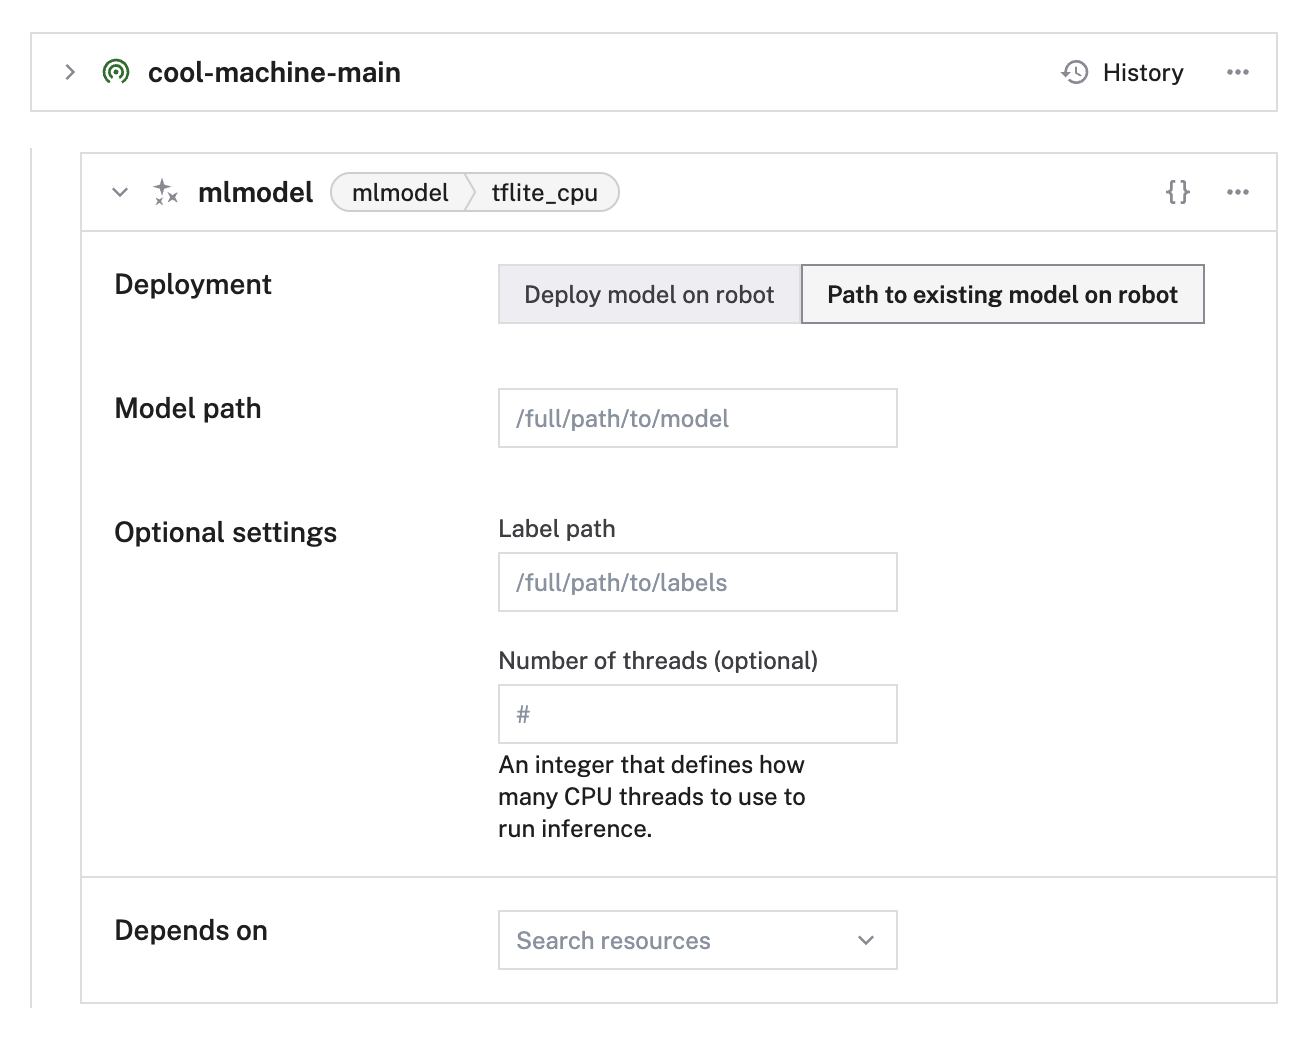 cool-machine-main History
mlmodel mlmodel tflite_cpu {}
Deployment Deploy model on robot Path to existing model on robot
Model path /full/path/to/model
Optional settings Label path
/full/path/to/labels
Number of threads (optional)
#
An integer that defines how
many CPU threads to use to
run inference.
Depends on Search resources